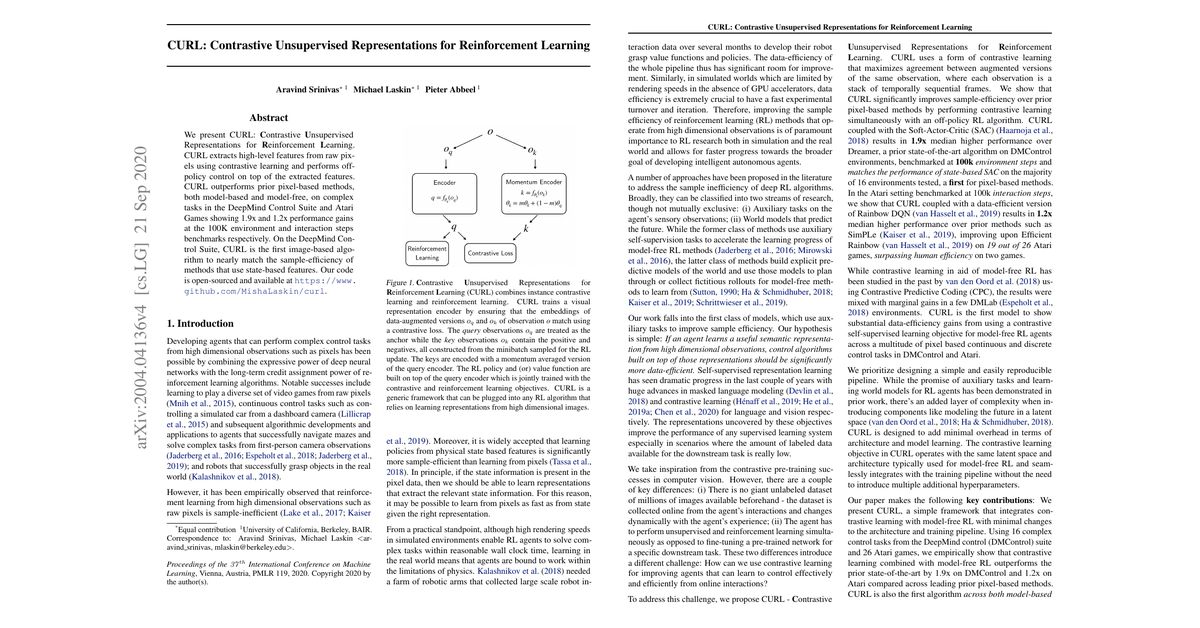 arXiv:2004.04136v4 [cs.LG] 21 Sep 2020
CURL: Contrastive Unsupervised Representations for Reinforcement Learning
Aravind Srinivas * 1 Michael Laskin * 1 Pieter Abbeel 1
Abstract
We present CURL: Contrastive Unsupervised
Representations for Reinforcement Learning.
CURL extracts high-level features from raw pix-
els using contrastive learning and performs off-
policy control on top of the extracted features.
CURL outperforms prior pixel-based methods,
both model-based and model-free, on complex
tasks in the DeepMind Control Suite and Atari
Games showing 1.9x and 1.2x performance gains
at the 100K environment and interaction steps
benchmarks respectively. On the DeepMind Con-
trol Suite, CURL is the first image-based algo-
rithm to nearly match the sample-efficiency of
methods that use state-based features. Our code
is open-sourced and available at https://www.
github.com/MishaLaskin/curl.
1. Introduction
Developing agents that can perform complex control tasks
from high dimensional observations such as pixels has been
possible by combining the expressive power of deep neural
networks with the long-term credit assignment power of re-
inforcement learning algorithms. Notable successes include
learning to play a diverse set of video games from raw pixels
(Mnih et al., 2015), continuous control tasks such as con-
trolling a simulated car from a dashboard camera (Lillicrap
et al., 2015) and subsequent algorithmic developments and
applications to agents that successfully navigate mazes and
solve complex tasks from first-person camera observations
(Jaderberg et al., 2016; Espeholt et al., 2018; Jaderberg et al.,
2019); and robots that successfully grasp objects in the real
world (Kalashnikov et al., 2018).
However, it has been empirically observed that reinforce-
ment learning from high dimensional observations such as
raw pixels is sample-inefficient (Lake et al., 2017; Kaiser
*Equal contribution 1University of California, Berkeley, BAIR.
Correspondence to: Aravind Srinivas, Michael Laskin <ar-
avind_srinivas, mlaskin@berkeley.edu>.
Proceedings of the 37th International Conference on Machine
Learning, Vienna, Austria, PMLR 119, 2020. Copyright 2020 by
the author(s).
o
oq ok
Encoder Momentum Encoder
q = fθq(oq) k = fθk(ok)
θk = mθk + (1 − m)θq
q k
Reinforcement Learning Contrastive Loss
Figure 1. Contrastive Unsupervised Representations for
Reinforcement Learning (CURL) combines instance contrastive
learning and reinforcement learning. CURL trains a visual
representation encoder by ensuring that the embeddings of
data-augmented versions oq and ok of observation o match using
a contrastive loss. The query observations oq are treated as the
anchor while the key observations ok contain the positive and
negatives, all constructed from the minibatch sampled for the RL
update. The keys are encoded with a momentum averaged version
of the query encoder. The RL policy and (or) value function are
built on top of the query encoder which is jointly trained with the
contrastive and reinforcement learning objectives. CURL is a
generic framework that can be plugged into any RL algorithm that
relies on learning representations from high dimensional images.
et al., 2019). Moreover, it is widely accepted that learning
policies from physical state based features is significantly
more sample-efficient than learning from pixels (Tassa et al.,
2018). In principle, if the state information is present in the
pixel data, then we should be able to learn representations
that extract the relevant state information. For this reason,
it may be possible to learn from pixels as fast as from state
given the right representation.
From a practical standpoint, although high rendering speeds
in simulated environments enable RL agents to solve com-
plex tasks within reasonable wall clock time, learning in
the real world means that agents are bound to work within
the limitations of physics. Kalashnikov et al. (2018) needed
a farm of robotic arms that collected large scale robot in-
CURL: Contrastive Unsupervised Representations for Reinforcement Learning
teraction data over several months to develop their robot
grasp value functions and policies. The data-efficiency of
the whole pipeline thus has significant room for improve-
ment. Similarly, in simulated worlds which are limited by
rendering speeds in the absence of GPU accelerators, data
efficiency is extremely crucial to have a fast experimental
turnover and iteration. Therefore, improving the sample
efficiency of reinforcement learning (RL) methods that op-
erate from high dimensional observations is of paramount
importance to RL research both in simulation and the real
world and allows for faster progress towards the broader
goal of developing intelligent autonomous agents.
A number of approaches have been proposed in the literature
to address the sample inefficiency of deep RL algorithms.
Broadly, they can be classified into two streams of research,
though not mutually exclusive: (i) Auxiliary tasks on the
agent's sensory observations; (ii) World models that predict
the future. While the former class of methods use auxiliary
self-supervision tasks to accelerate the learning progress of
model-free RL methods (Jaderberg et al., 2016; Mirowski
et al., 2016), the latter class of methods build explicit pre-
dictive models of the world and use those models to plan
through or collect fictitious rollouts for model-free meth-
ods to learn from (Sutton, 1990; Ha & Schmidhuber, 2018;
Kaiser et al., 2019; Schrittwieser et al., 2019).
Our work falls into the first class of models, which use aux-
iliary tasks to improve sample efficiency. Our hypothesis
is simple: If an agent learns a useful semantic representa-
tion from high dimensional observations, control algorithms
built on top of those representations should be significantly
more data-efficient. Self-supervised representation learning
has seen dramatic progress in the last couple of years with
huge advances in masked language modeling (Devlin et al.,
2018) and contrastive learning (Hénaff et al., 2019; He et al.,
2019a; Chen et al., 2020) for language and vision respec-
tively. The representations uncovered by these objectives
improve the performance of any supervised learning system
especially in scenarios where the amount of labeled data
available for the downstream task is really low.
We take inspiration from the contrastive pre-training suc-
cesses in computer vision. However, there are a couple
of key differences: (i) There is no giant unlabeled dataset
of millions of images available beforehand - the dataset is
collected online from the agent's interactions and changes
dynamically with the agent's experience; (ii) The agent has
to perform unsupervised and reinforcement learning simulta-
neously as opposed to fine-tuning a pre-trained network for
a specific downstream task. These two differences introduce
a different challenge: How can we use contrastive learning
for improving agents that can learn to control effectively
and efficiently from online interactions?
To address this challenge, we propose CURL - Contrastive
Uunsupervised Representations for Reinforcement
Learning. CURL uses a form of contrastive learning
that maximizes agreement between augmented versions
of the same observation, where each observation is a
stack of temporally sequential frames. We show that
CURL significantly improves sample-efficiency over prior
pixel-based methods by performing contrastive learning
simultaneously with an off-policy RL algorithm. CURL
coupled with the Soft-Actor-Critic (SAC) (Haarnoja et al.,
2018) results in 1.9x median higher performance over
Dreamer, a prior state-of-the-art algorithm on DMControl
environments, benchmarked at 100k environment steps and
matches the performance of state-based SAC on the majority
of 16 environments tested, a first for pixel-based methods.
In the Atari setting benchmarked at 100k interaction steps,
we show that CURL coupled with a data-efficient version
of Rainbow DQN (van Hasselt et al., 2019) results in 1.2x
median higher performance over prior methods such as
SimPLe (Kaiser et al., 2019), improving upon Efficient
Rainbow (van Hasselt et al., 2019) on 19 out of 26 Atari
games, surpassing human efficiency on two games.
While contrastive learning in aid of model-free RL has
been studied in the past by van den Oord et al. (2018) us-
ing Contrastive Predictive Coding (CPC), the results were
mixed with marginal gains in a few DMLab (Espeholt et al.,
2018) environments. CURL is the first model to show
substantial data-efficiency gains from using a contrastive
self-supervised learning objective for model-free RL agents
across a multitude of pixel based continuous and discrete
control tasks in DMControl and Atari.
We prioritize designing a simple and easily reproducible
pipeline. While the promise of auxiliary tasks and learn-
ing world models for RL agents has been demonstrated in
prior work, there's an added layer of complexity when in-
troducing components like modeling the future in a latent
space (van den Oord et al., 2018; Ha & Schmidhuber, 2018).
CURL is designed to add minimal overhead in terms of
architecture and model learning. The contrastive learning
objective in CURL operates with the same latent space and
architecture typically used for model-free RL and seam-
lessly integrates with the training pipeline without the need
to introduce multiple additional hyperparameters.
Our paper makes the following key contributions: We
present CURL, a simple framework that integrates con-
trastive learning with model-free RL with minimal changes
to the architecture and training pipeline. Using 16 complex
control tasks from the DeepMind control (DMControl) suite
and 26 Atari games, we empirically show that contrastive
learning combined with model-free RL outperforms the
prior state-of-the-art by 1.9x on DMControl and 1.2x on
Atari compared across leading prior pixel-based methods.
CURL is also the first algorithm across both model-based